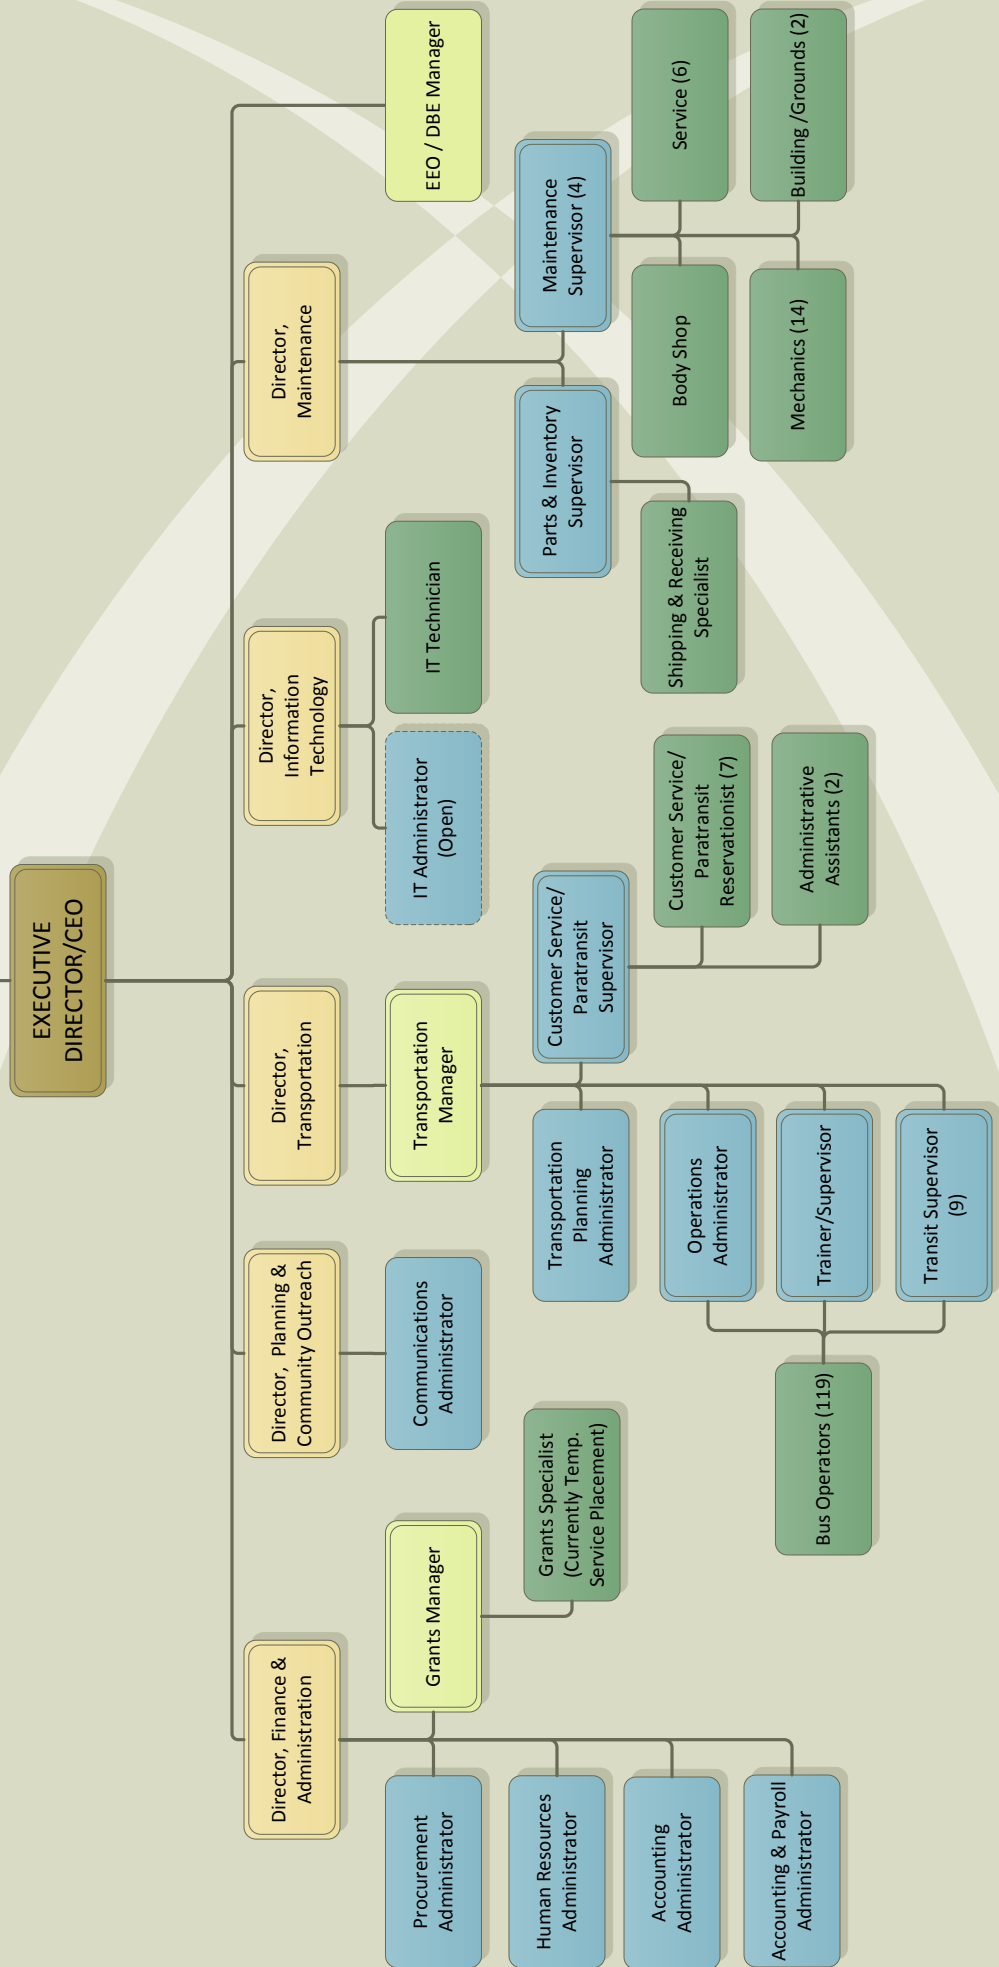 EXECUTIVE
DIRECTOR/CEO
Director, Finance &
Administration
Director,  Planning &
Community Outreach
Director,
Transportation
Director,
Information
Technology
Director,
Maintenance
EEO / DBE Manager
Procurement
Administrator
Grants Manager
Communications
Administrator
Transportation
Manager
IT Administrator
(Open)
IT Technician
Human Resources
Administrator
Accounting
Administrator
Accounting & Payroll
Administrator
Grants Specialist
(Currently Temp.
Service Placement)
Transportation
Planning
Administrator
Customer Service/
Paratransit
Supervisor
Operations
Administrator
Trainer/Supervisor
Transit Supervisor
(9)
Bus Operators (119)
Customer Service/
Paratransit
Reservationist (7)
Administrative
Assistants (2)
Parts & Inventory
Supervisor
Maintenance
Supervisor (4)
Shipping & Receiving
Specialist
Body Shop
Service (6)
Mechanics (14)
Building /Grounds (2)